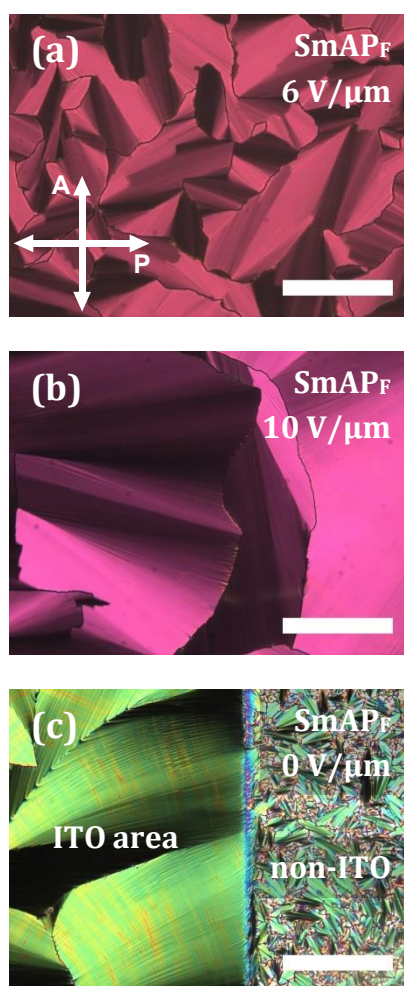 (a)
SmAPF
6 V/μm
A
P
(b)
SmAPF
10 V/μm
(c)
SmAPF
0 V/μm
ITO area
non-ITO